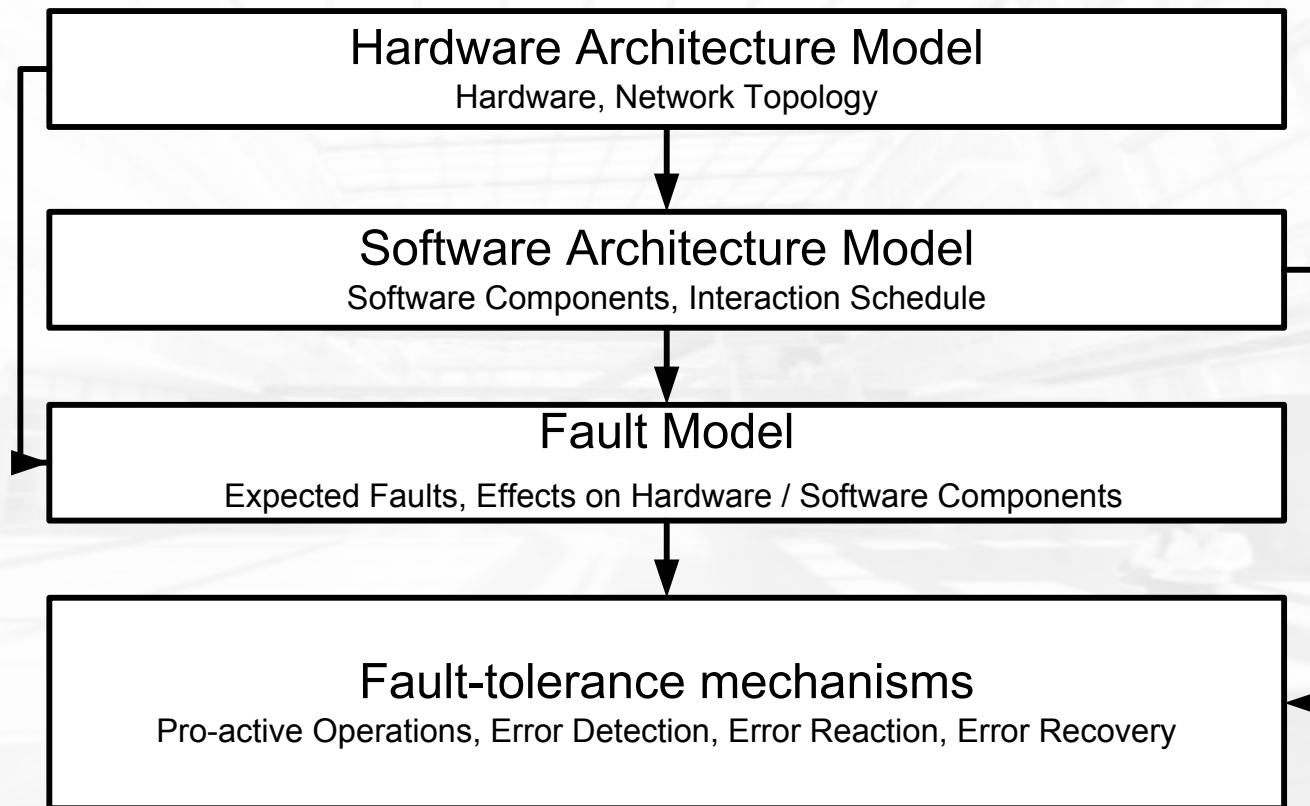 Hardware Architecture Model
Hardware, Network Topology
Software Architecture Model
Software Components, Interaction Schedule
Fault Model
Expected Faults, Effects on Hardware / Software Components
Fault-tolerance mechanisms
Pro-active Operations, Error Detection, Error Reaction, Error Recovery